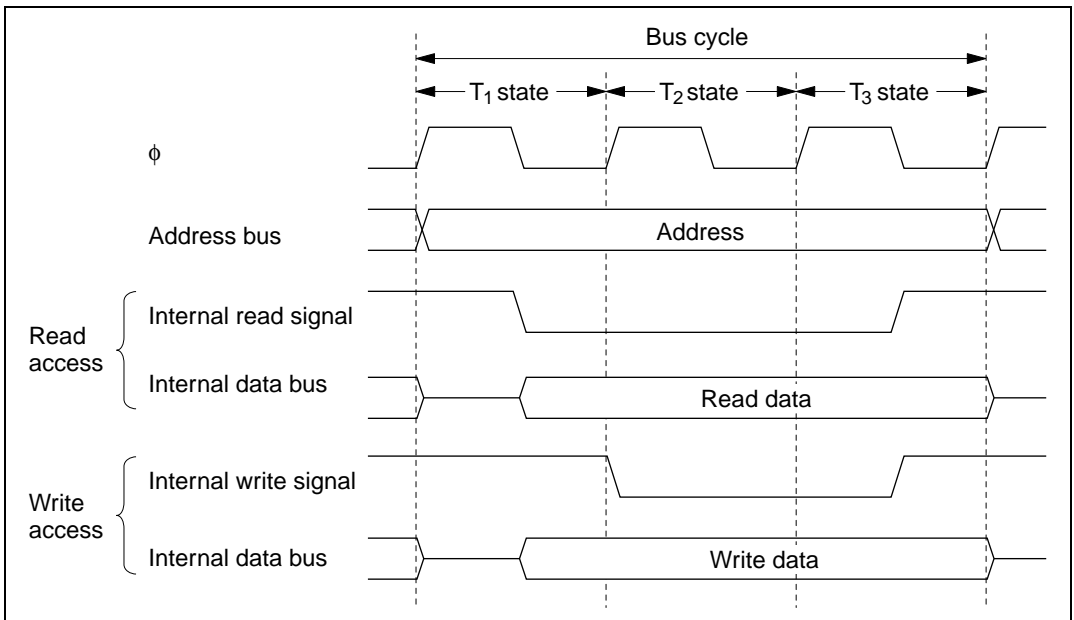 Bus cycle
T₁ state
T₂ state
T₃ state
φ
Address bus
Address
Read
access
Internal read signal
Internal data bus
Read data
Write
access
Internal write signal
Internal data bus
Write data